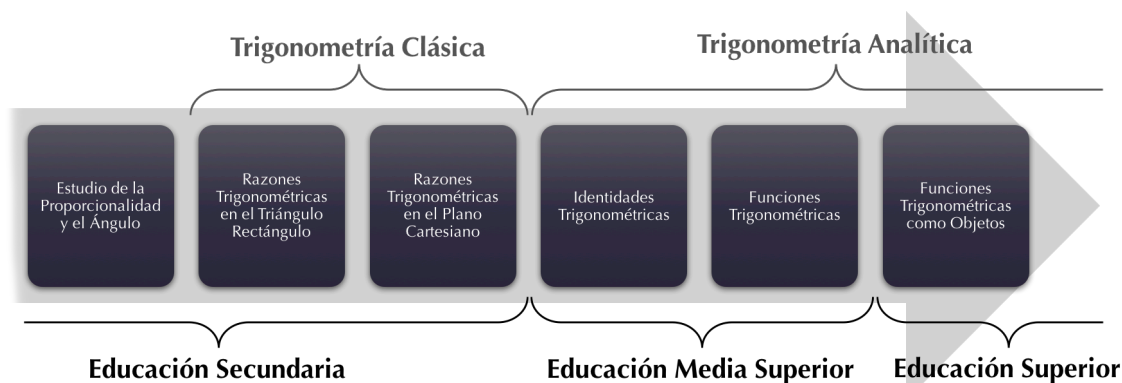 Trigonometría Clásica
Trigonometría Analítica
Estudio de la
Proporcionalidad
y el Ángulo
Razones
Trigonométricas
en el Triángulo
Rectángulo
Razones
Trigonométricas
en el Plano
Cartesiano
Identidades
Trigonométricas
Funciones
Trigonométricas
Funciones
Trigonométricas
como Objetos
Educación Secundaria
Educación Media Superior
Educación Superior